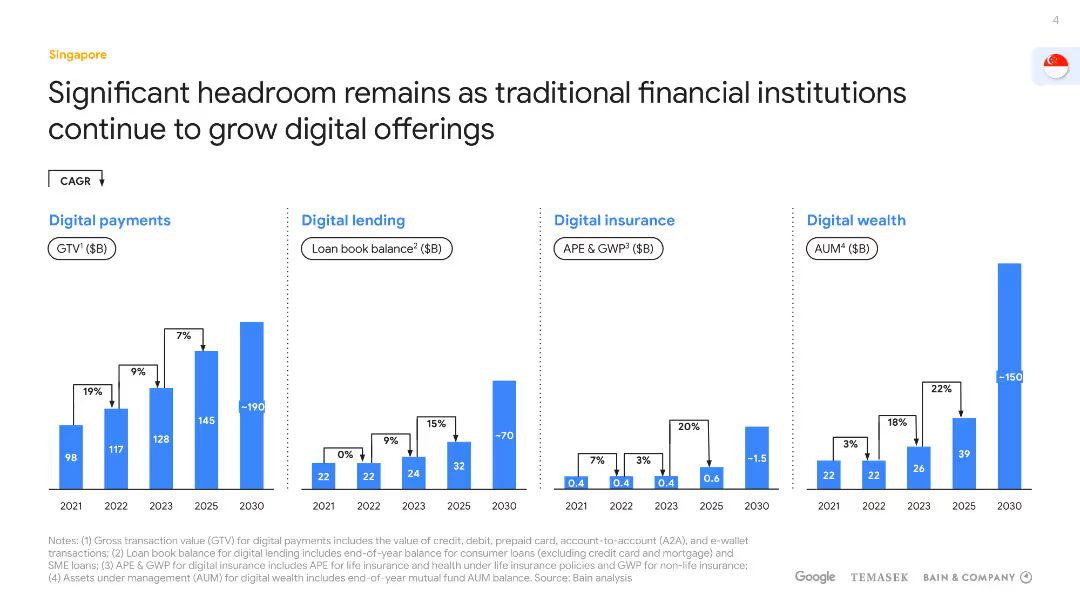 4
Singapore
Significant headroom remains as traditional financial institutions
continue to grow digital offerings
CAGR
Digital payments
GTV¹ ($B)
19%
9%
7%
98
117
128
145
~190
2021 2022 2023 2025 2030
Digital lending
Loan book balance² ($B)
0%
9%
15%
22
22
24
32
~70
2021 2022 2023 2025 2030
Digital insurance
APE & GWP³ ($B)
7%
3%
20%
0.4
0.4
0.4
0.6
~1.5
2021 2022 2023 2025 2030
Digital wealth
AUM⁴ ($B)
3%
18%
22%
22
22
26
39
~150
2021 2022 2023 2025 2030
Notes: (1) Gross transaction value (GTV) for digital payments includes the value of credit, debit, prepaid card, account-to-account (A2A), and e-wallet
transactions; (2) Loan book balance for digital lending includes end-of-year balance for consumer loans (excluding credit card and mortgage) and
SME loans; (3) APE & GWP for digital insurance includes APE for life insurance and health under life insurance policies and GWP for non-life insurance;
(4) Assets under management (AUM) for digital wealth includes end-of-year mutual fund AUM balance. Source: Bain analysis
Google TEMASEK BAIN & COMPANY